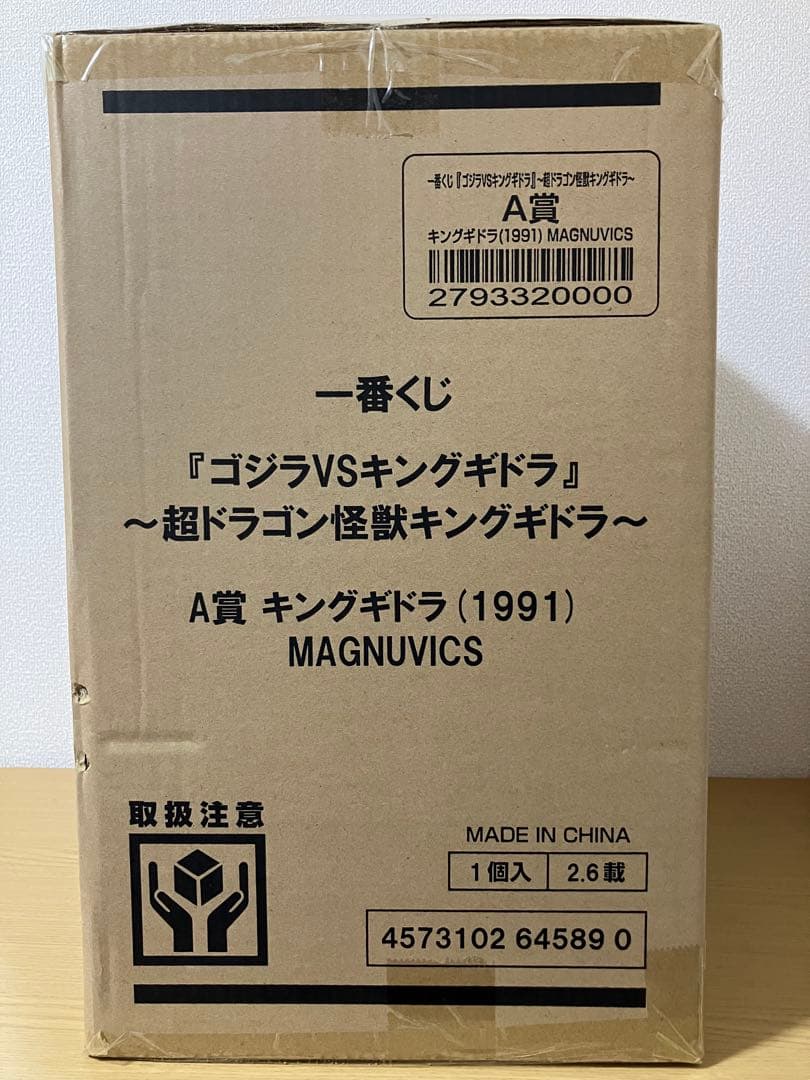 一番くじ『ゴジラVSキングギドラ』~超ドラゴン怪獣キングギドラ~
A賞
キングギドラ(1991) MAGNUVICS
2793320000
一番くじ
『ゴジラVSキングギドラ』
~超ドラゴン怪獣キングギドラ~
A賞 キングギドラ(1991)
MAGNUVICS
取扱注意
MADE IN CHINA
1個入 2.6載
4573102 64589 0